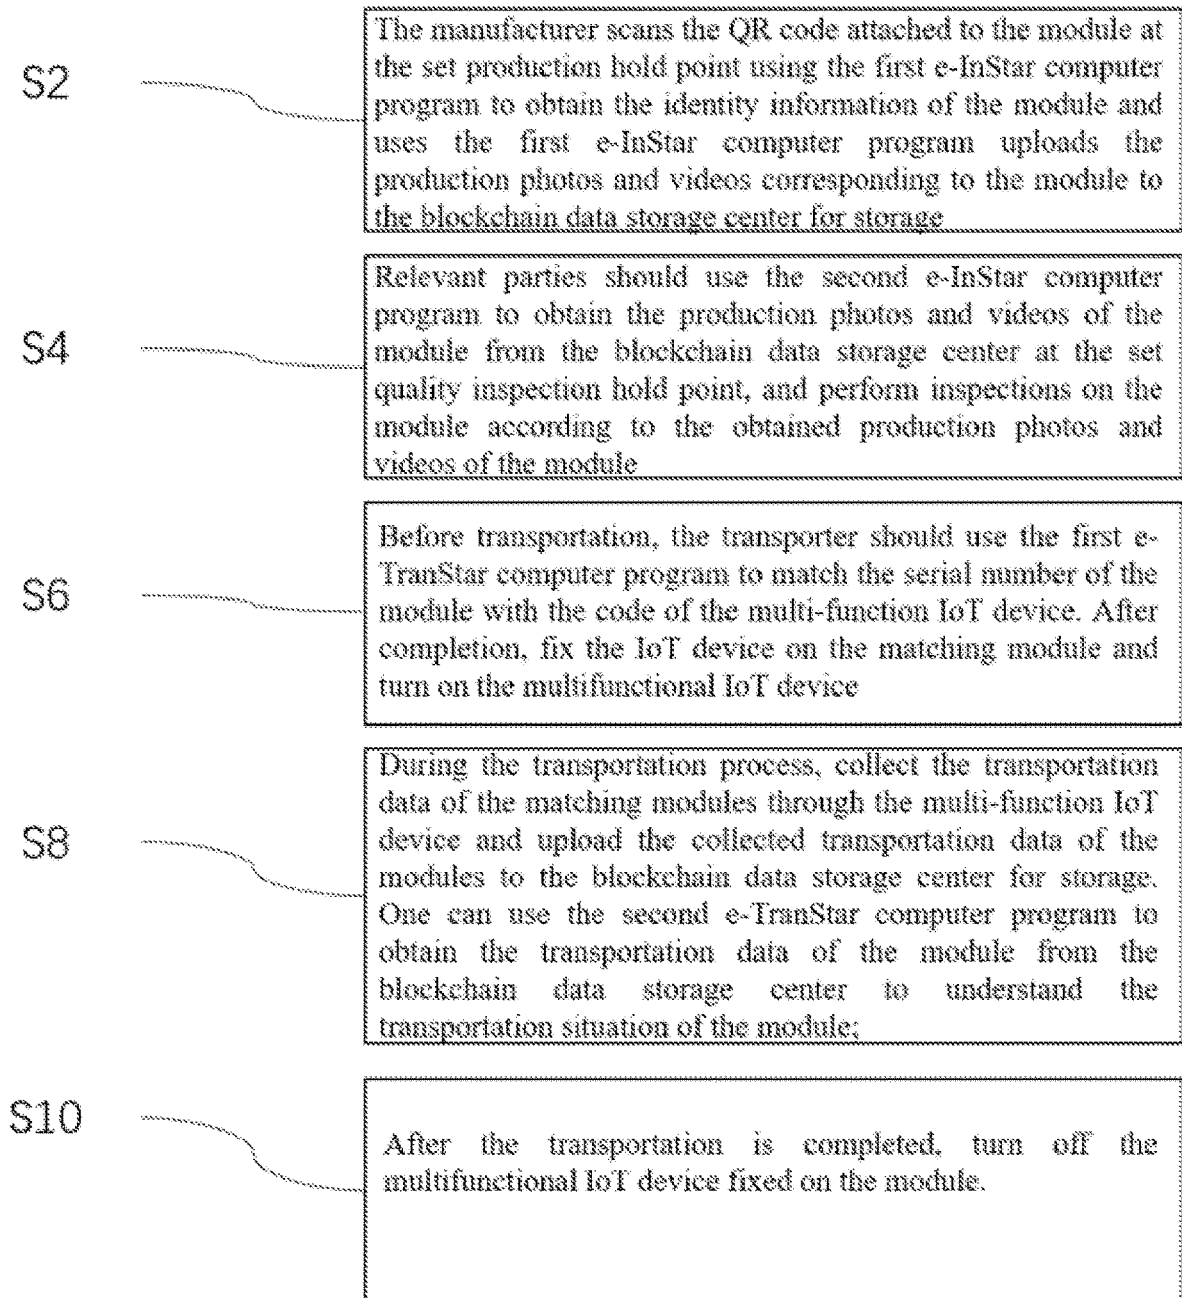 S2
The manufacturer scans the QR code attached to the module at
the set production hold point using the first e-InStar computer
program to obtain the identity information of the module and
uses the first e-InStar computer program uploads the
production photos and videos corresponding to the module to
the blockchain data storage center for storage
S4
Relevant parties should use the second e-InStar computer
program to obtain the production photos and videos of the
module from the blockchain data storage center at the set
quality inspection hold point, and perform inspections on the
module according to the obtained production photos and
videos of the module
S6
Before transportation, the transporter should use the first e-
TranStar computer program to match the serial number of the
module with the code of the multi-function IoT device. After
completion, fix the IoT device on the matching module and
turn on the multifunctional IoT device
S8
During the transportation process, collect the transportation
data of the matching modules through the multi-function IoT
device and upload the collected transportation data of the
modules to the blockchain data storage center for storage.
One can use the second e-TranStar computer program to
obtain the transportation data of the module from the
blockchain data storage center to understand the
transportation situation of the module;
S10
After the transportation is completed, turn off the
multifunctional IoT device fixed on the module.